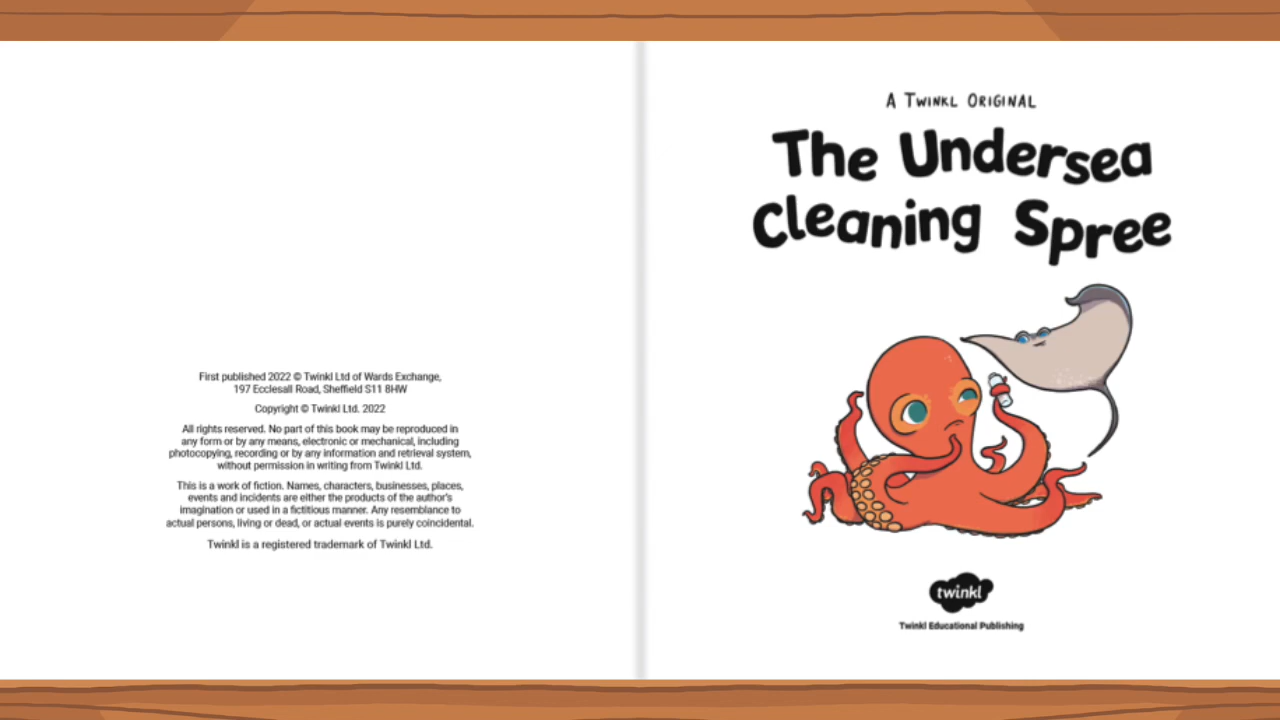 First published 2022 © Twinkl Ltd of Wards Exchange,
197 Ecclesall Road, Sheffield S11 8HW
Copyright © Twinkl Ltd. 2022
All rights reserved. No part of this book may be reproduced in
any form or by any means, electronic or mechanical, including
photocopying, recording or by any information and retrieval system,
without permission in writing from Twinkl Ltd.
This is a work of fiction. Names, characters, businesses, places,
events and incidents are either the products of the author's
imagination or used in a fictitious manner. Any resemblance to
actual persons, living or dead, or actual events is purely coincidental.
Twinkl is a registered trademark of Twinkl Ltd.
A Twinkl Original
The Undersea
Cleaning Spree
twinkl
Twinkl Educational Publishing